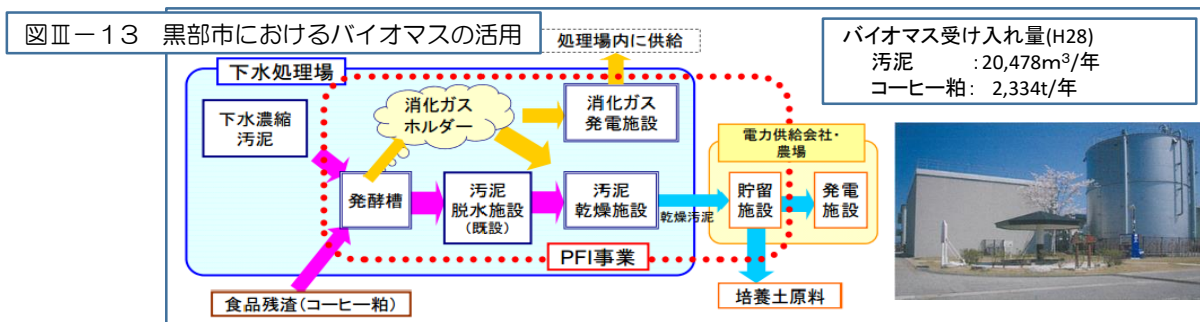 図Ⅲ－13　黒部市におけるバイオマスの活用
処理場内に供給
バイオマス受け入れ量(H28)
汚泥　　　：20,478m³/年
コーヒー粕：　2,334t/年
下水処理場
下水濃縮
汚泥
消化ガス
ホルダー
消化ガス
発電施設
電力供給会社・
農場
発酵槽
汚泥
脱水施設
(既設)
汚泥
乾燥施設
乾燥汚泥
貯留
施設
発電
施設
PFI事業
食品残渣(コーヒー粕)
培養土原料